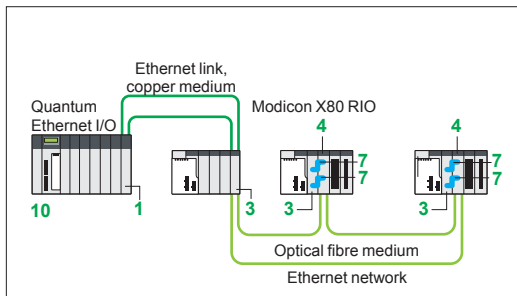 Ethernet link,
copper medium
Quantum
Ethernet I/O
Modicon X80 RIO
4
4
7
7
7
7
10
1
3
3
3
Optical fibre medium
Ethernet network